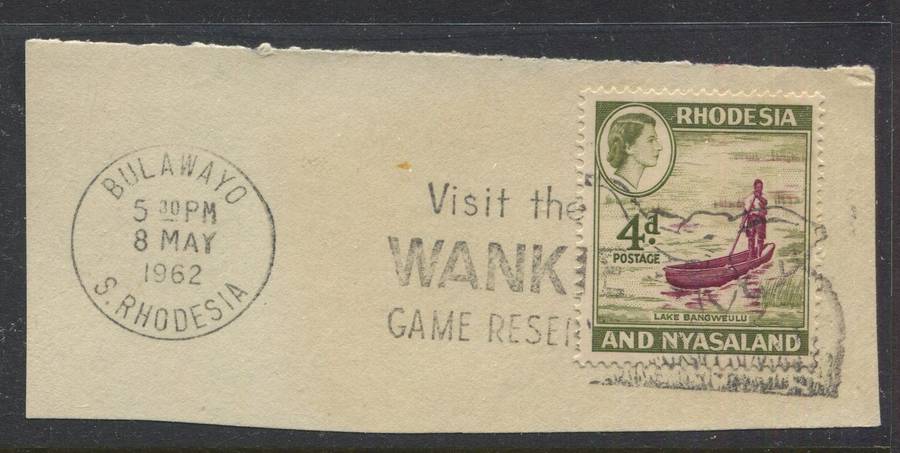 BULAWAYO
5 30 PM
8 MAY
1962
S. RHODESIA
Visit the
WANK
GAME RESER
RHODESIA
4d.
POSTAGE
LAKE BANGWEULU
AND NYASALAND